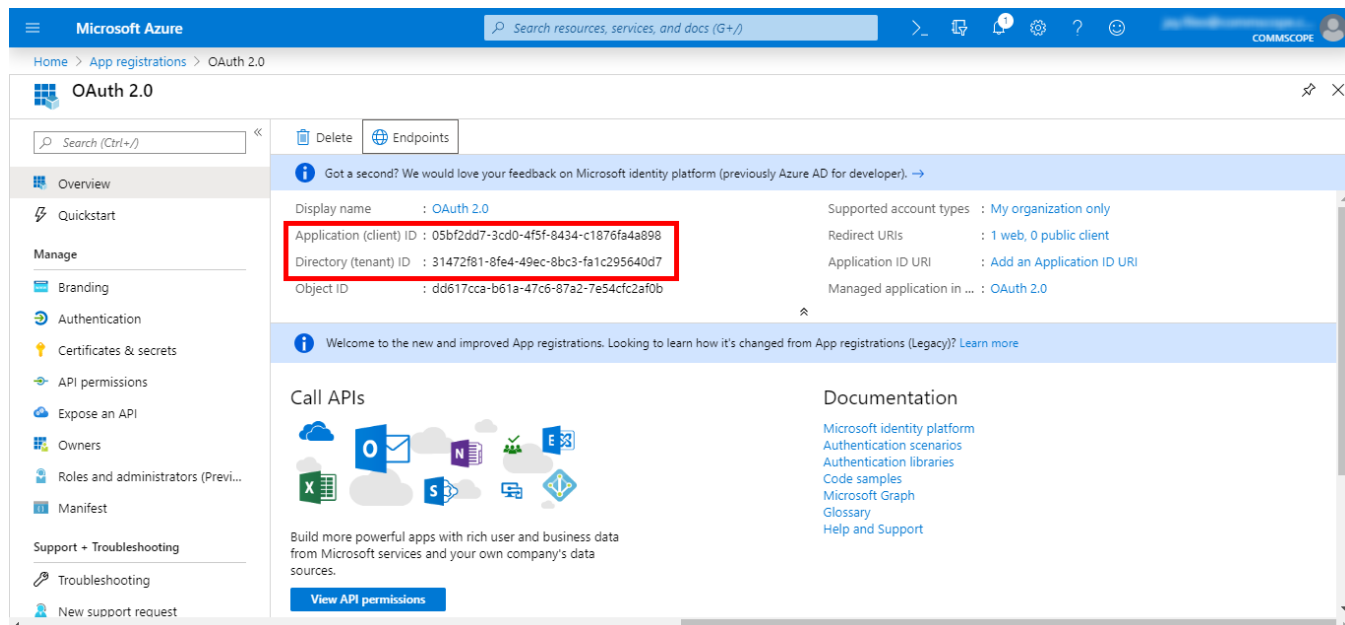 Microsoft Azure
Search resources, services, and docs (G+/)
1
COMMSCOPE
Home > App registrations > OAuth 2.0
OAuth 2.0
Search (Ctrl+/)
Delete
Endpoints
Got a second? We would love your feedback on Microsoft identity platform (previously Azure AD for developer). →
Overview
Quickstart
Manage
Branding
Authentication
Certificates & secrets
API permissions
Expose an API
Owners
Roles and administrators (Previ...
Manifest
Support + Troubleshooting
Troubleshooting
New support request
Display name : OAuth 2.0
Application (client) ID : 05bf2dd7-3cd0-4f5f-8434-c1876fa4a898
Directory (tenant) ID : 31472f81-8fe4-49ec-8bc3-fa1c295640d7
Object ID : dd617cca-b61a-47c6-87a2-7e54cfc2af0b
Supported account types : My organization only
Redirect URIs : 1 web, 0 public client
Application ID URI : Add an Application ID URI
Managed application in ... : OAuth 2.0
Welcome to the new and improved App registrations. Looking to learn how it's changed from App registrations (Legacy)? Learn more
Call APIs
Build more powerful apps with rich user and business data
from Microsoft services and your own company's data
sources.
View API permissions
Documentation
Microsoft identity platform
Authentication scenarios
Authentication libraries
Code samples
Microsoft Graph
Glossary
Help and Support